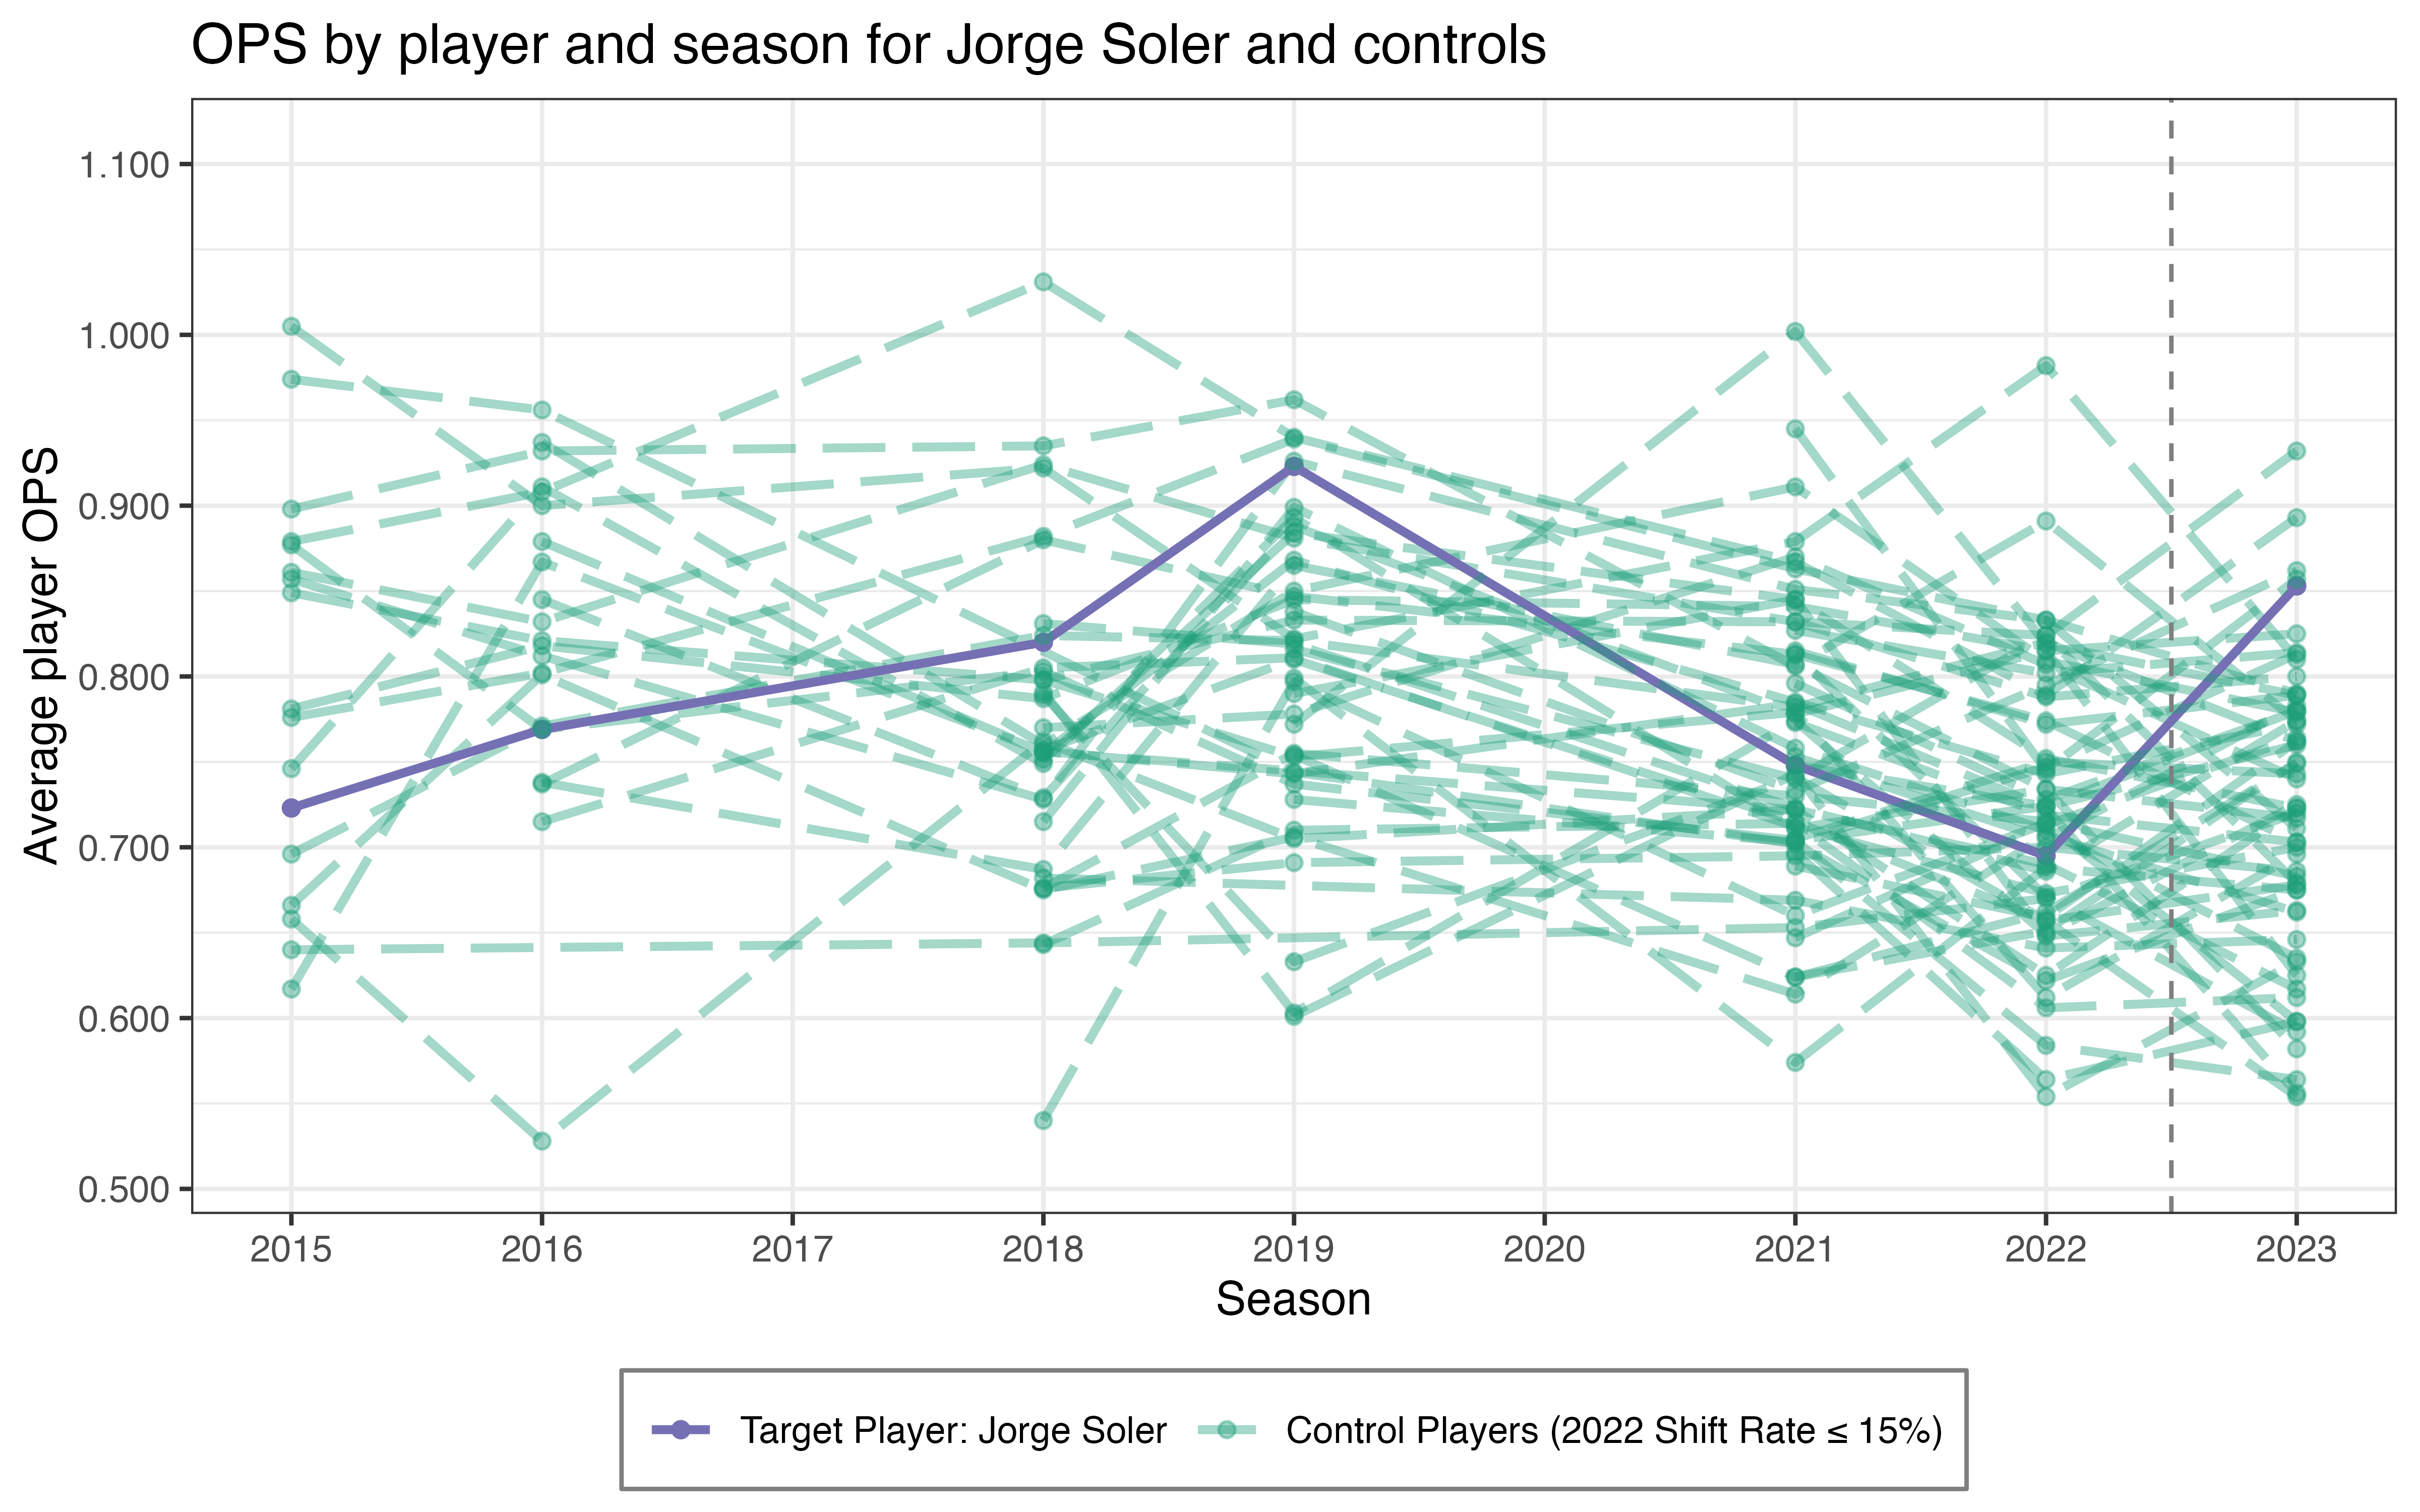 OPS by player and season for Jorge Soler and controls
Average player OPS
1.100
1.000
0.900
0.800
0.700
0.600
0.500
2015 2016 2017 2018 2019 2020 2021 2022 2023
Season
Target Player: Jorge Soler Control Players (2022 Shift Rate ≤ 15%)